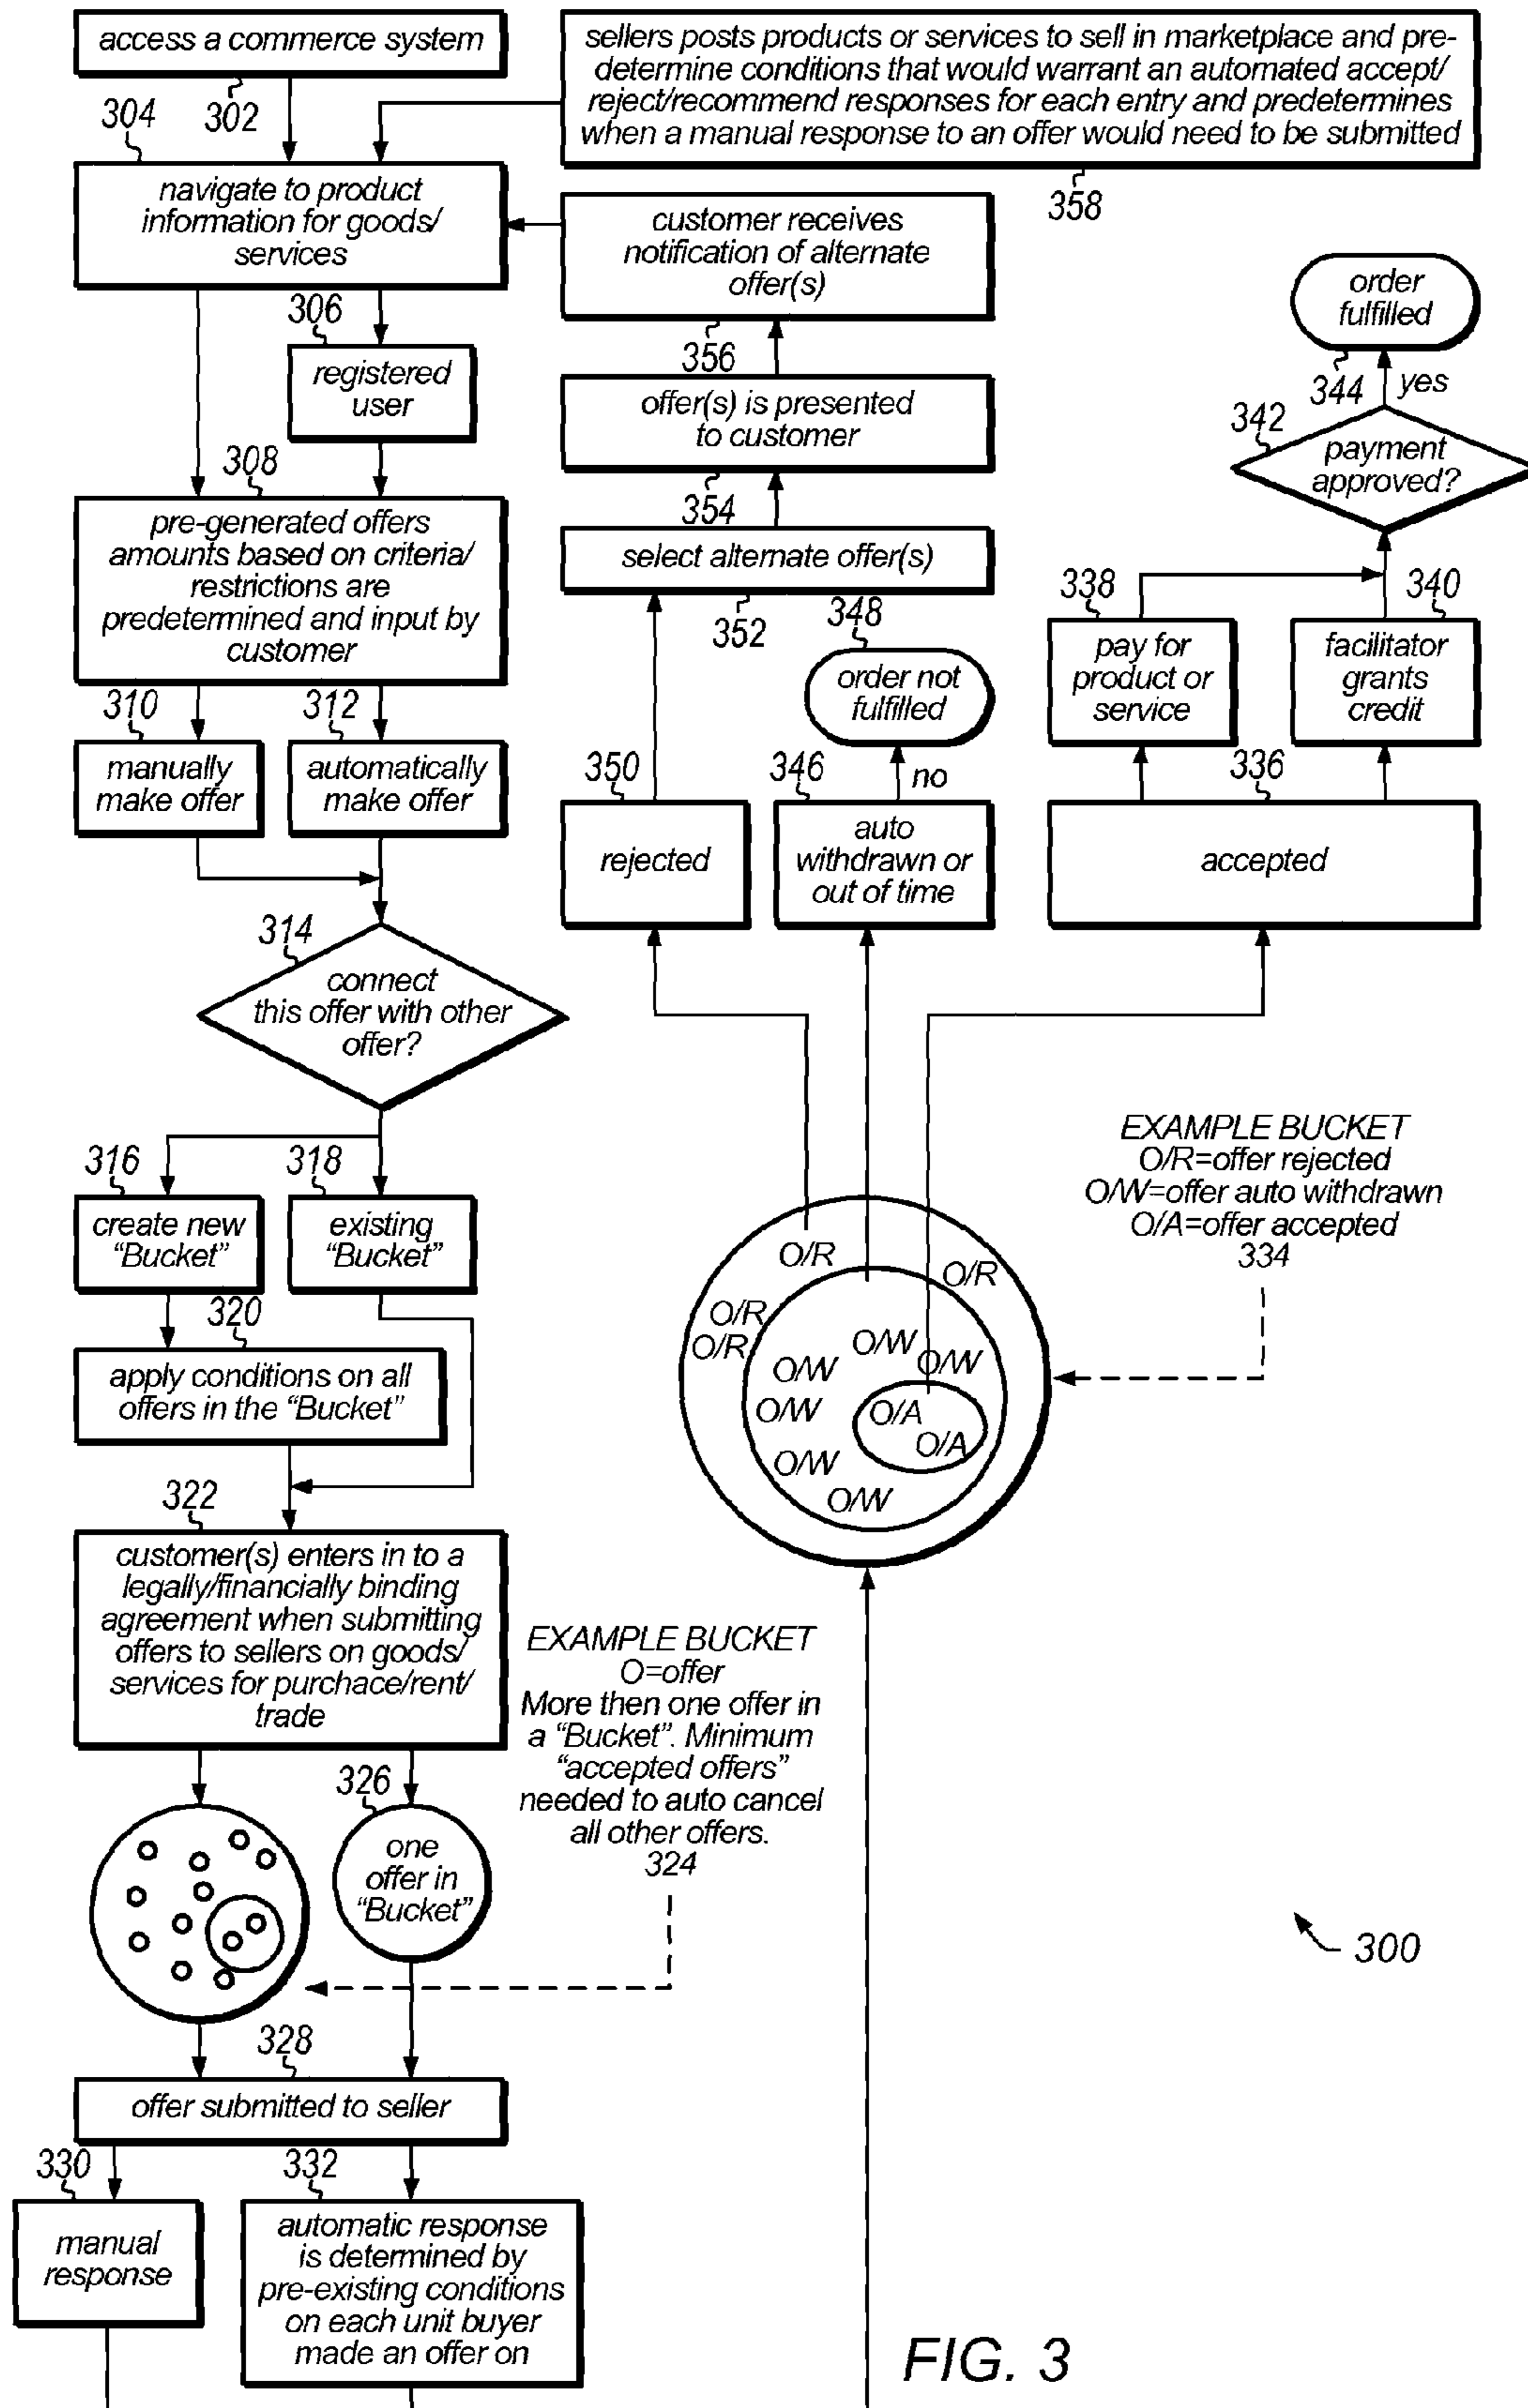 access a commerce system
302
sellers posts products or services to sell in marketplace and pre-
determine conditions that would warrant an automated accept/
reject/recommend responses for each entry and predetermines
when a manual response to an offer would need to be submitted
358
304
navigate to product
information for goods/
services
306
registered
user
308
pre-generated offers
amounts based on criteria/
restrictions are
predetermined and input by
customer
310
manually
make offer
312
automatically
make offer
314
connect
this offer with other
offer?
316
create new
“Bucket”
318
existing
“Bucket”
320
apply conditions on all
offers in the “Bucket”
322
customer(s) enters in to a
legally/financially binding
agreement when submitting
offers to sellers on goods/
services for purchace/rent/
trade
EXAMPLE BUCKET
O=offer
More then one offer in
a “Bucket”. Minimum
“accepted offers”
needed to auto cancel
all other offers.
324
326
one
offer in
“Bucket”
328
offer submitted to seller
330
manual
response
332
automatic response
is determined by
pre-existing conditions
on each unit buyer
made an offer on
customer receives
notification of alternate
offer(s)
356
offer(s) is presented
to customer
354
select alternate offer(s)
352
348
order not
fulfilled
no
350
rejected
346
auto
withdrawn or
out of time
order
fulfilled
344
yes
342
payment
approved?
338
pay for
product or
service
340
facilitator
grants
credit
336
accepted
EXAMPLE BUCKET
O/R=offer rejected
O/W=offer auto withdrawn
O/A=offer accepted
334
O/R
O/R
O/R
O/R
O/W
O/W
O/W
O/W
O/A
O/A
O/W
O/W
300
FIG. 3